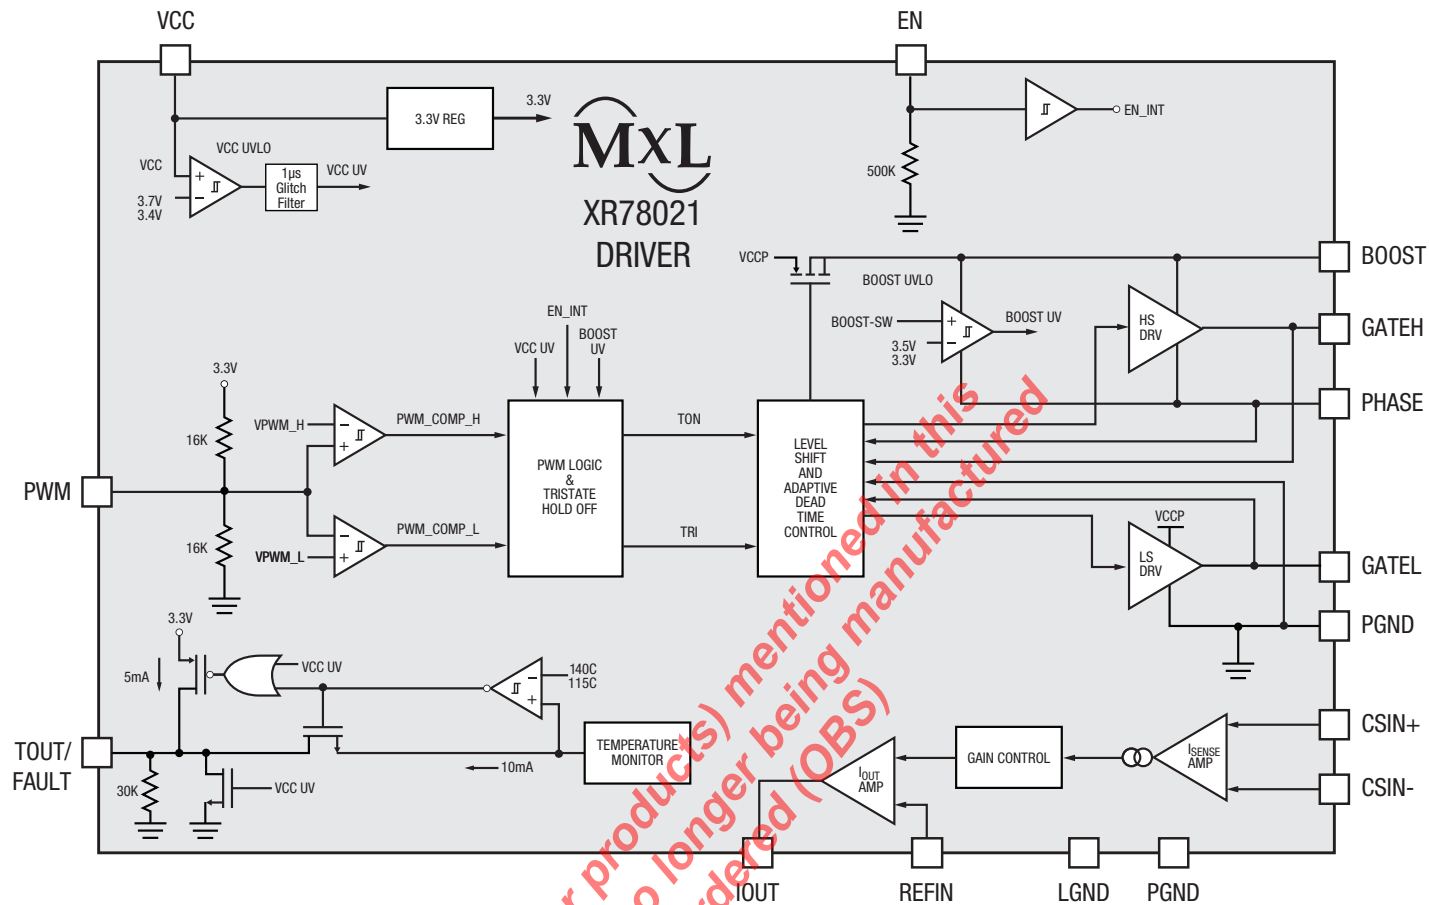 VCC
EN
3.3V REG
3.3V
MXL
XR78021
DRIVER
EN_INT
500K
VCC UVLO
VCC
+
-
3.7V
3.4V
1µs
Glitch
Filter
VCC UV
VCCP
BOOST UVLO
BOOST-SW
+
-
3.5V
3.3V
BOOST UV
HS
DRV
BOOST
GATEH
PHASE
EN_INT
VCC UV
BOOST
UV
3.3V
16K
16K
PWM
VPWM_H
-
+
PWM_COMP_H
VPWM_L
-
+
PWM_COMP_L
PWM LOGIC
&
TRISTATE
HOLD OFF
TON
TRI
LEVEL
SHIFT
AND
ADAPTIVE
DEAD
TIME
CONTROL
VCCP
LS
DRV
GATEL
PGND
3.3V
5mA
VCC UV
140C
115C
-
+
TEMPERATURE
MONITOR
10mA
TOUT/
FAULT
30K
VCC UV
IOUT
AMP
GAIN CONTROL
ISENSE
AMP
CSIN+
CSIN-
IOUT
REFIN
LGND
PGND
r products) mentioned in this
o longer being manufactured
rdered (OBS)